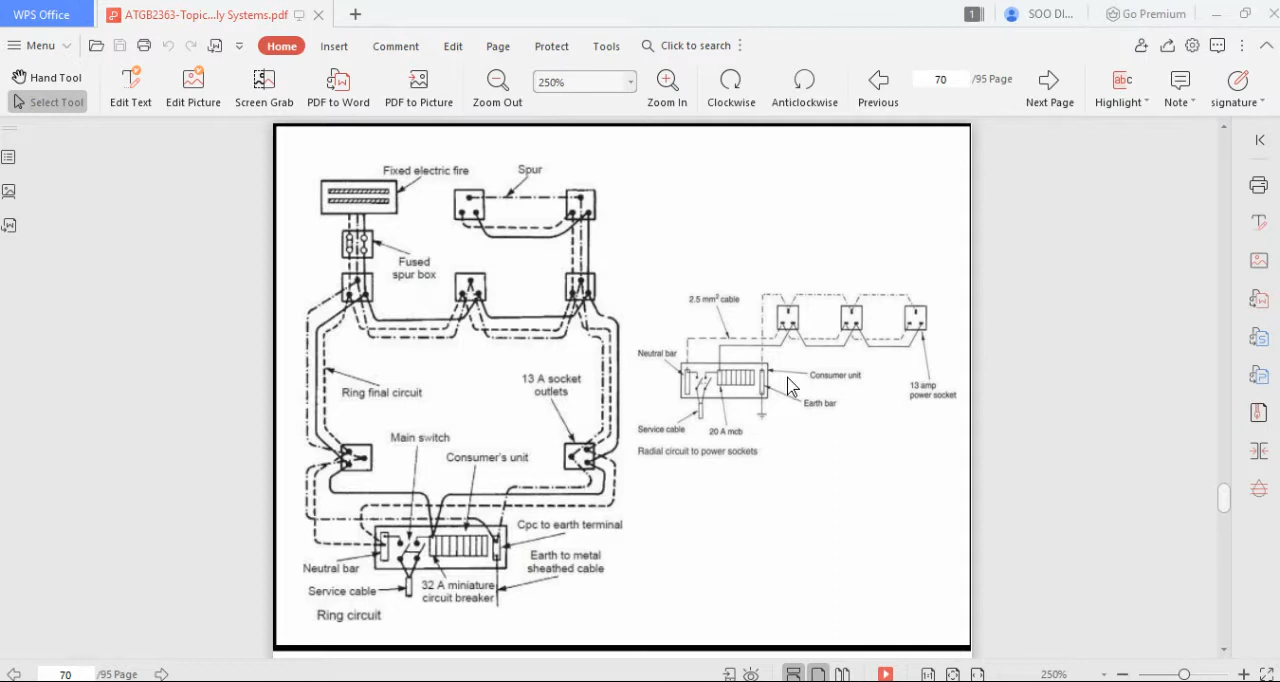 WPS Office
ATGB2363-Topic...ly Systems.pdf
1
SOO DI...
Go Premium
Menu
Home
Insert
Comment
Edit
Page
Protect
Tools
Click to search
Hand Tool
Select Tool
Edit Text
Edit Picture
Screen Grab
PDF to Word
PDF to Picture
Zoom Out
250%
Zoom In
Clockwise
Anticlockwise
Previous
70
/95 Page
Next Page
abc
Highlight
Note
signature
Fixed electric fire
Spur
Fused
spur box
Ring final circuit
13 A socket
outlets
Main switch
Consumer's unit
Cpc to earth terminal
Neutral bar
Earth to metal
sheathed cable
Service cable
32 A miniature
circuit breaker
Ring circuit
2.5 mm² cable
Neutral bar
Consumer unit
Earth bar
13 amp
power socket
Service cable
20 A mcb
Radial circuit to power sockets
70
/95 Page
1:1
250%